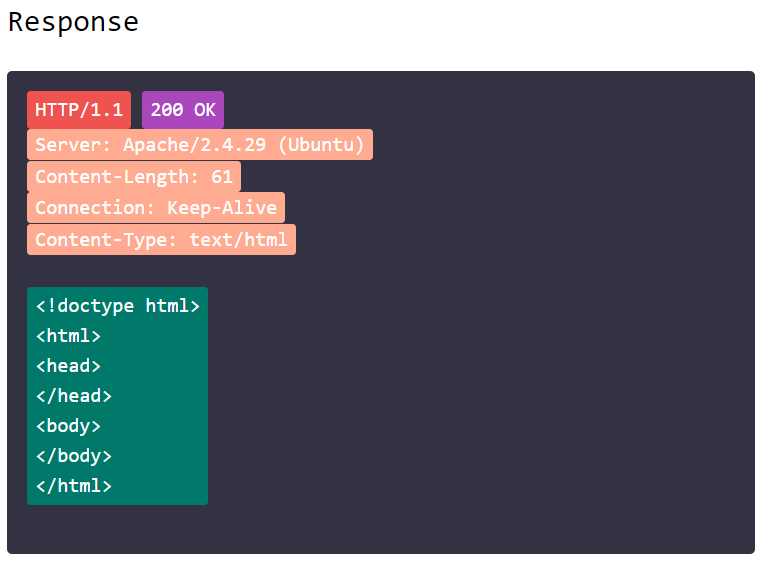 Response
HTTP/1.1 200 OK
Server: Apache/2.4.29 (Ubuntu)
Content-Length: 61
Connection: Keep-Alive
Content-Type: text/html
<!doctype html>
<html>
<head>
</head>
<body>
</body>
</html>